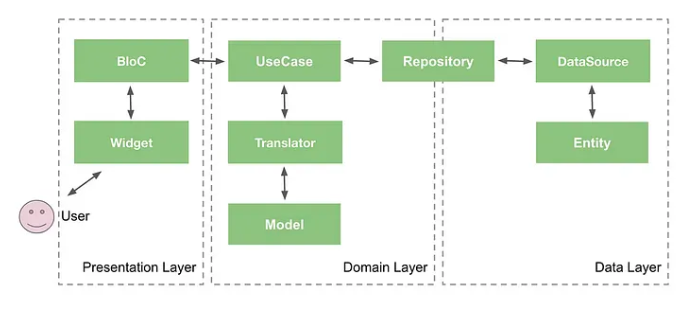 BloC
UseCase
Repository
DataSource
Widget
Translator
Entity
User
Model
Presentation Layer
Domain Layer
Data Layer